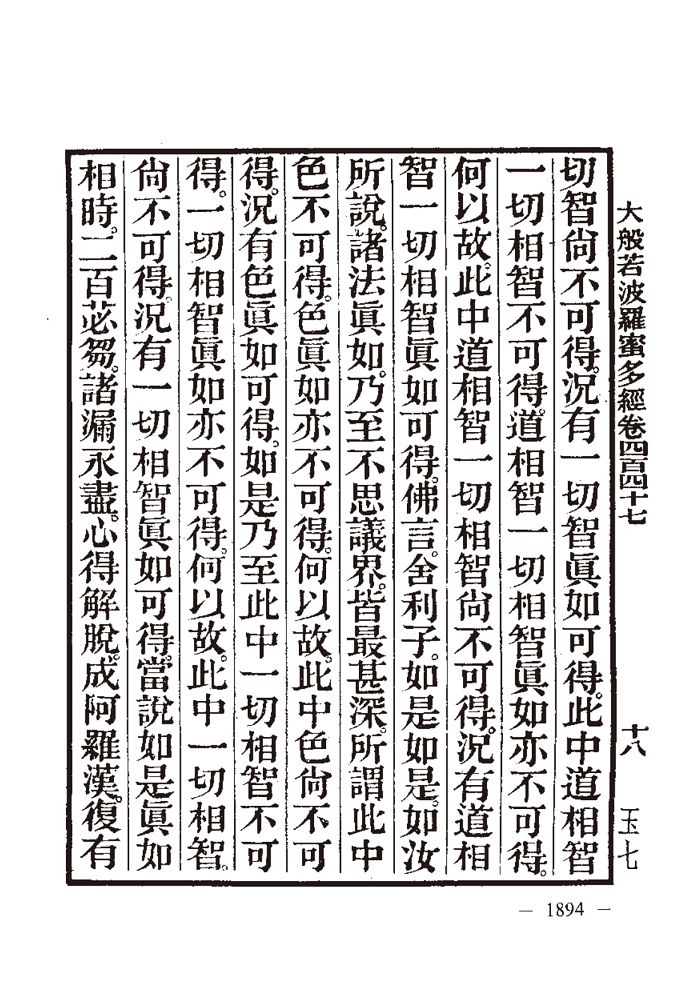 大般若波羅蜜多經卷四百四十七　十八　玉七
切智尙不可得。況有一切智眞如可得。此中道相智
一切相智不可得。道相智一切相智眞如亦不可得。
何以故。此中道相智一切相智尙不可得。況有道相
智一切相智眞如可得。佛言。舍利子。如是如是。如汝
所說。諸法眞如。乃至不思議界。皆最甚深。所謂此中
色不可得。色眞如亦不可得。何以故。此中色尙不可
得。況有色眞如可得。如是乃至此中一切相智不可
得。一切相智眞如亦不可得。何以故。此中一切相智。
尙不可得。況有一切相智眞如可得。當說如是眞如
相時。二百苾芻。諸漏永盡。心得解脫。成阿羅漢。復有
— 1894 —